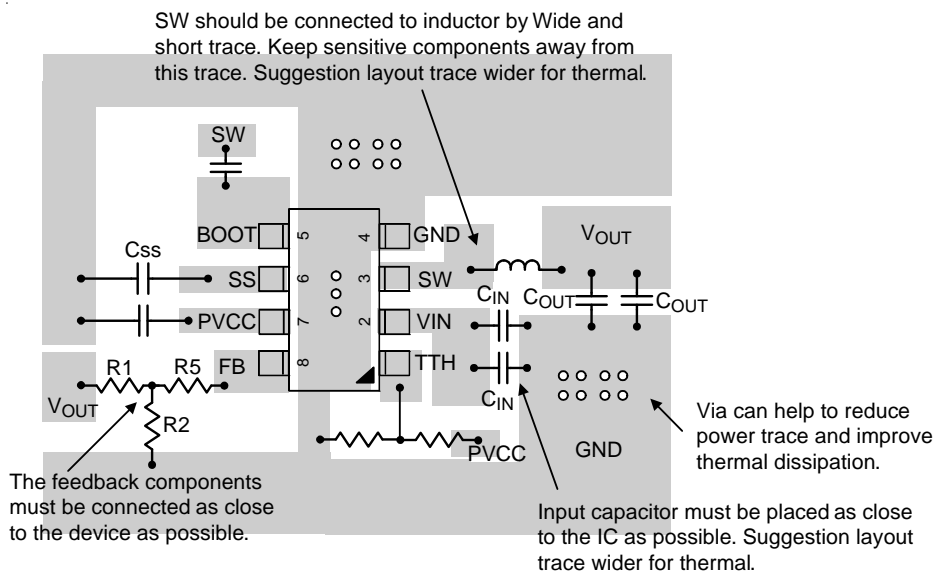 SW should be connected to inductor by Wide and
short trace. Keep sensitive components away from
this trace. Suggestion layout trace wider for thermal.
SW
BOOT
5
4
GND
VOUT
Css
SS
6
3
SW
CIN
COUT
COUT
PVCC
7
2
VIN
R1
R5
FB
8
TTH
VOUT
CIN
R2
PVCC
GND
Via can help to reduce
power trace and improve
thermal dissipation.
The feedback components
must be connected as close
to the device as possible.
Input capacitor must be placed as close
to the IC as possible. Suggestion layout
trace wider for thermal.